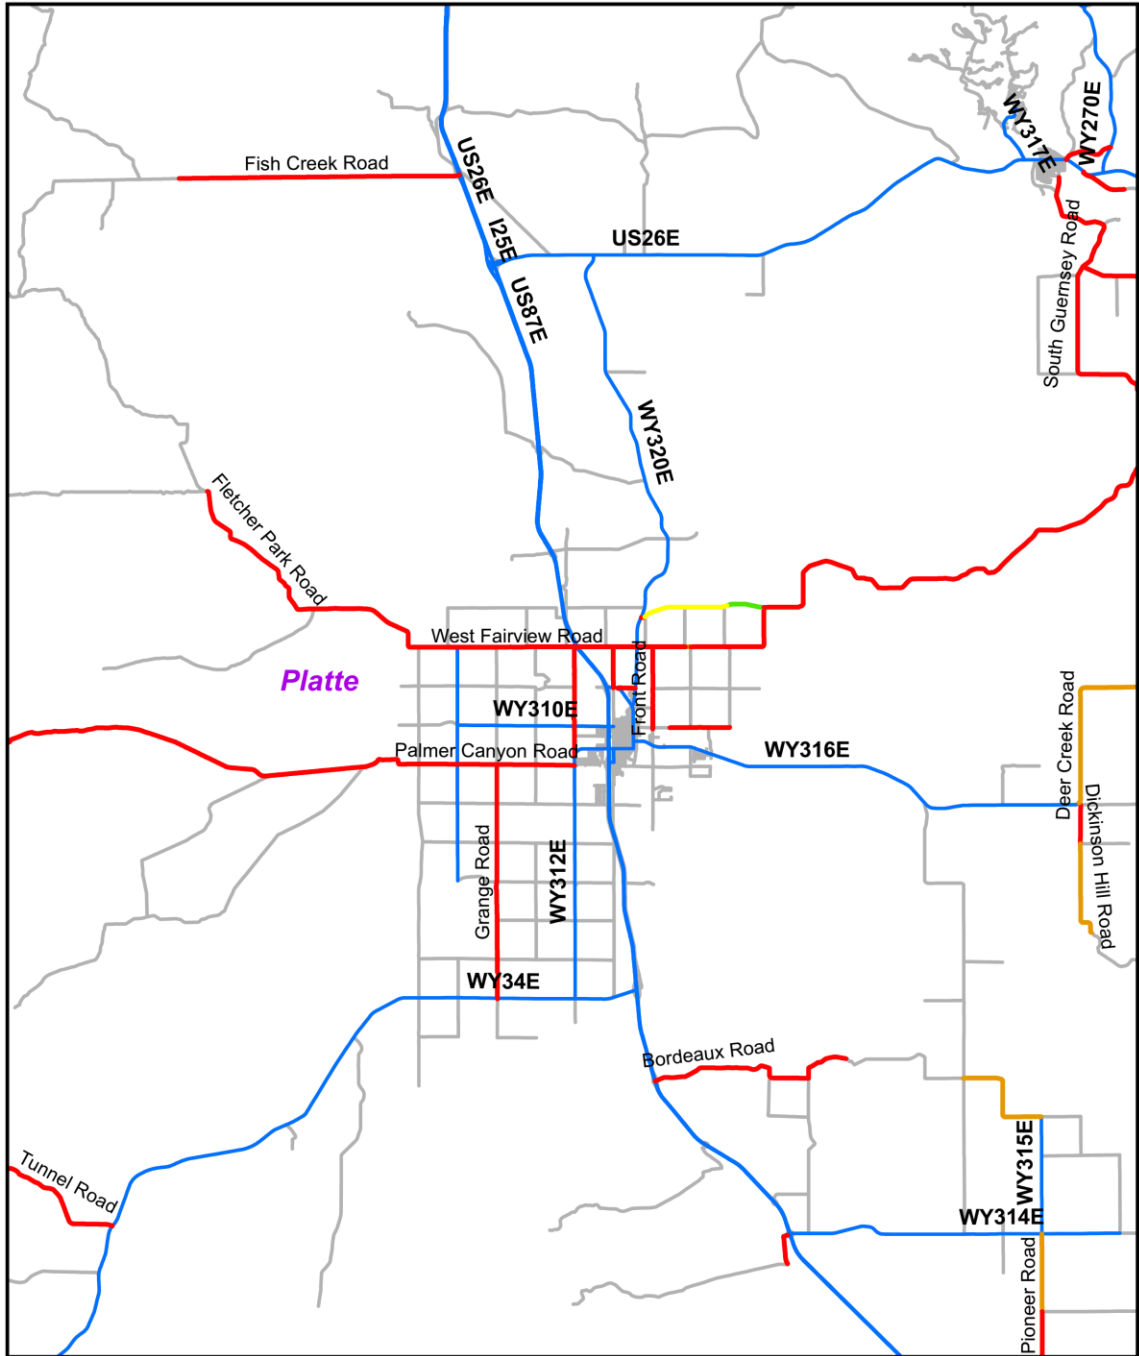 WY317E
WY270E
Fish Creek Road
US26E
I25E
US26E
US87E
South Guernsey Road
WY320E
Fletcher Park Road
West Fairview Road
Front Road
Platte
WY310E
Palmer Canyon Road
WY316E
Deer Creek Road
Dickinson Hill Road
Grange Road
WY312E
WY34E
Bordeaux Road
WY315E
Tunnel Road
WY314E
Pioneer Road